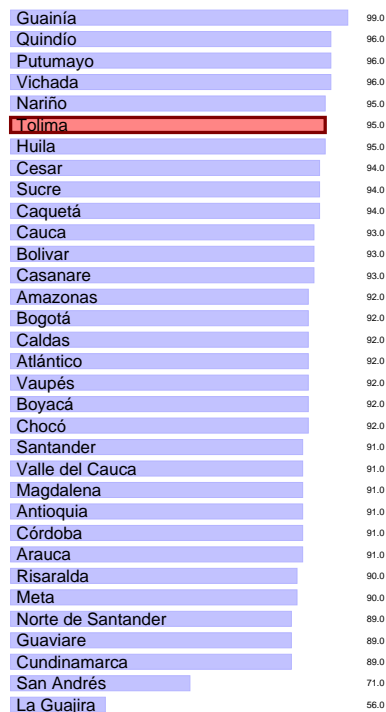 Guainía 99.0
Quindío 96.0
Putumayo 96.0
Vichada 96.0
Nariño 95.0
Tolima 95.0
Huila 95.0
Cesar 94.0
Sucre 94.0
Caquetá 94.0
Cauca 93.0
Bolivar 93.0
Casanare 93.0
Amazonas 92.0
Bogotá 92.0
Caldas 92.0
Atlántico 92.0
Vaupés 92.0
Boyacá 92.0
Chocó 92.0
Santander 91.0
Valle del Cauca 91.0
Magdalena 91.0
Antioquia 91.0
Córdoba 91.0
Arauca 91.0
Risaralda 90.0
Meta 90.0
Norte de Santander 89.0
Guaviare 89.0
Cundinamarca 89.0
San Andrés 71.0
La Guajira 56.0